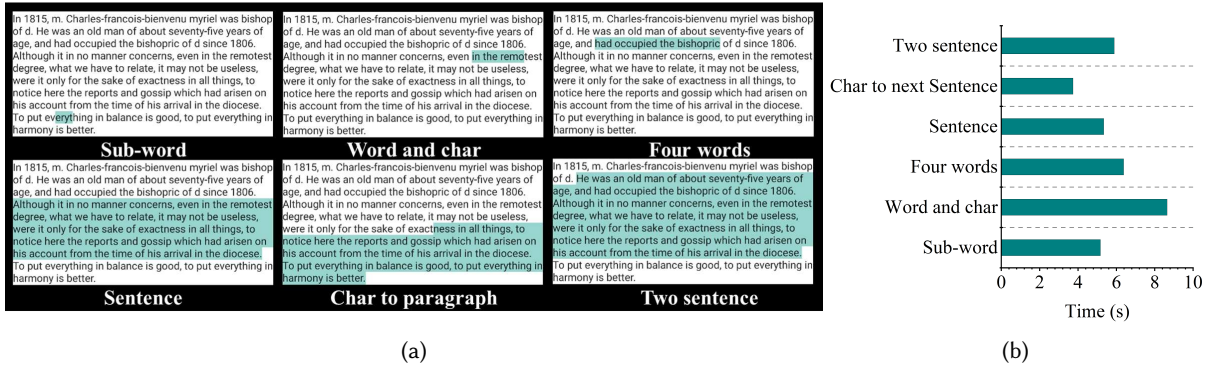 In 1815, m. Charles-francois-bienvenu myriel was bishop
of d. He was an old man of about seventy-five years of
age, and had occupied the bishopric of d since 1806.
Although it in no manner concerns, even in the remotest
degree, what we have to relate, it may not be useless,
were it only for the sake of exactness in all things, to
notice here the reports and gossip which had arisen on
his account from the time of his arrival in the diocese.
To put everything in balance is good, to put everything in
harmony is better.
Sub-word
In 1815, m. Charles-francois-bienvenu myriel was bishop
of d. He was an old man of about seventy-five years of
age, and had occupied the bishopric of d since 1806.
Although it in no manner concerns, even in the remotest
degree, what we have to relate, it may not be useless,
were it only for the sake of exactness in all things, to
notice here the reports and gossip which had arisen on
his account from the time of his arrival in the diocese.
To put everything in balance is good, to put everything in
harmony is better.
Word and char
In 1815, m. Charles-francois-bienvenu myriel was bishop
of d. He was an old man of about seventy-five years of
age, and had occupied the bishopric of d since 1806.
Although it in no manner concerns, even in the remotest
degree, what we have to relate, it may not be useless,
were it only for the sake of exactness in all things, to
notice here the reports and gossip which had arisen on
his account from the time of his arrival in the diocese.
To put everything in balance is good, to put everything in
harmony is better.
Four words
In 1815, m. Charles-francois-bienvenu myriel was bishop
of d. He was an old man of about seventy-five years of
age, and had occupied the bishopric of d since 1806.
Although it in no manner concerns, even in the remotest
degree, what we have to relate, it may not be useless,
were it only for the sake of exactness in all things, to
notice here the reports and gossip which had arisen on
his account from the time of his arrival in the diocese.
To put everything in balance is good, to put everything in
harmony is better.
Sentence
In 1815, m. Charles-francois-bienvenu myriel was bishop
of d. He was an old man of about seventy-five years of
age, and had occupied the bishopric of d since 1806.
Although it in no manner concerns, even in the remotest
degree, what we have to relate, it may not be useless,
were it only for the sake of exactness in all things, to
notice here the reports and gossip which had arisen on
his account from the time of his arrival in the diocese.
To put everything in balance is good, to put everything in
harmony is better.
Char to paragraph
In 1815, m. Charles-francois-bienvenu myriel was bishop
of d. He was an old man of about seventy-five years of
age, and had occupied the bishopric of d since 1806.
Although it in no manner concerns, even in the remotest
degree, what we have to relate, it may not be useless,
were it only for the sake of exactness in all things, to
notice here the reports and gossip which had arisen on
his account from the time of his arrival in the diocese.
To put everything in balance is good, to put everything in
harmony is better.
Two sentence
(a)
Two sentence
Char to next Sentence
Sentence
Four words
Word and char
Sub-word
0 2 4 6 8 10
Time (s)
(b)